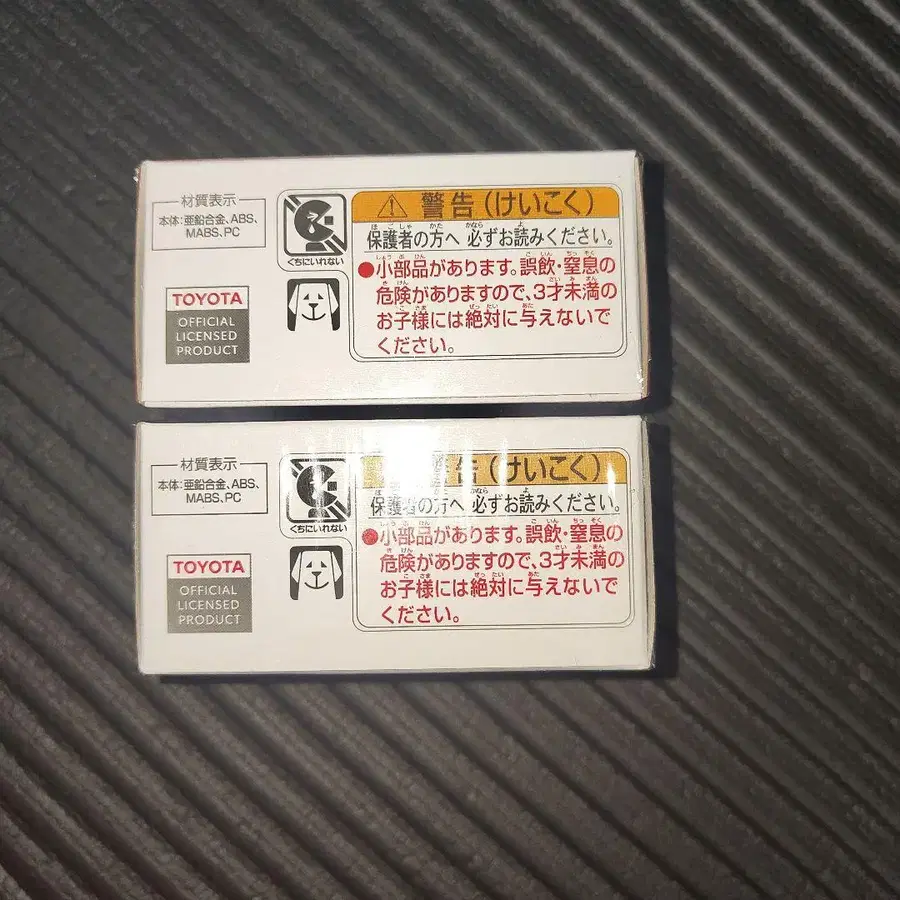 材質表示
本体:亜鉛合金、ABS、
MABS、PC
くちにいれない
TOYOTA
OFFICIAL
LICENSED
PRODUCT
警告(けいこく)
保護者の方へ 必ずお読みください。
●小部品があります。誤飲・窒息の
危険がありますので、3才未満の
お子様には絶対に与えないで
ください。
材質表示
本体:亜鉛合金、ABS、
MABS、PC
くちにいれない
TOYOTA
OFFICIAL
LICENSED
PRODUCT
告(けいこく)
保護者の方へ 必ずお読みください。
●小部品があります。誤飲・窒息の
危険がありますので、3才未満の
お子様には絶対に与えないで
ください。